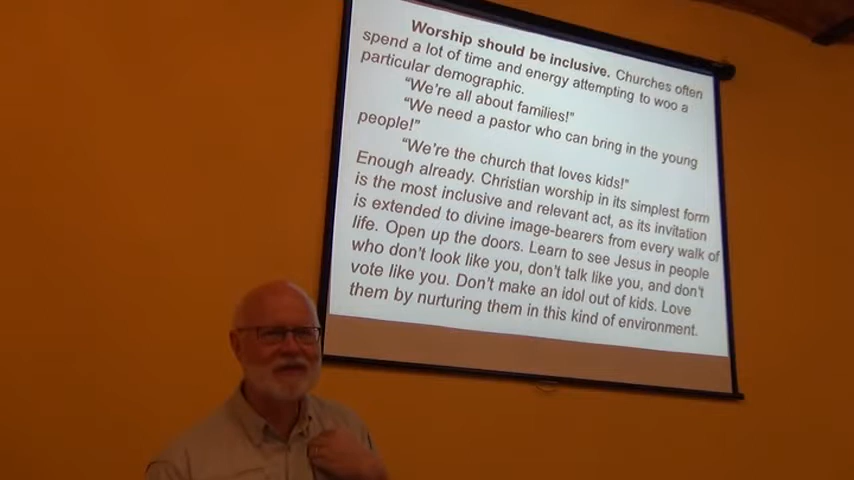 Worship should be inclusive. Churches often
spend a lot of time and energy attempting to woo a
particular demographic.
"We're all about families!"
"We need a pastor who can bring in the young
people!"
"We're the church that loves kids!"
Enough already. Christian worship in its simplest form
is the most inclusive and relevant act, as its invitation
is extended to divine image-bearers from every walk of
life. Open up the doors. Learn to see Jesus in people
who don't look like you, don't talk like you, and don't
vote like you. Don't make an idol out of kids. Love
them by nurturing them in this kind of environment.